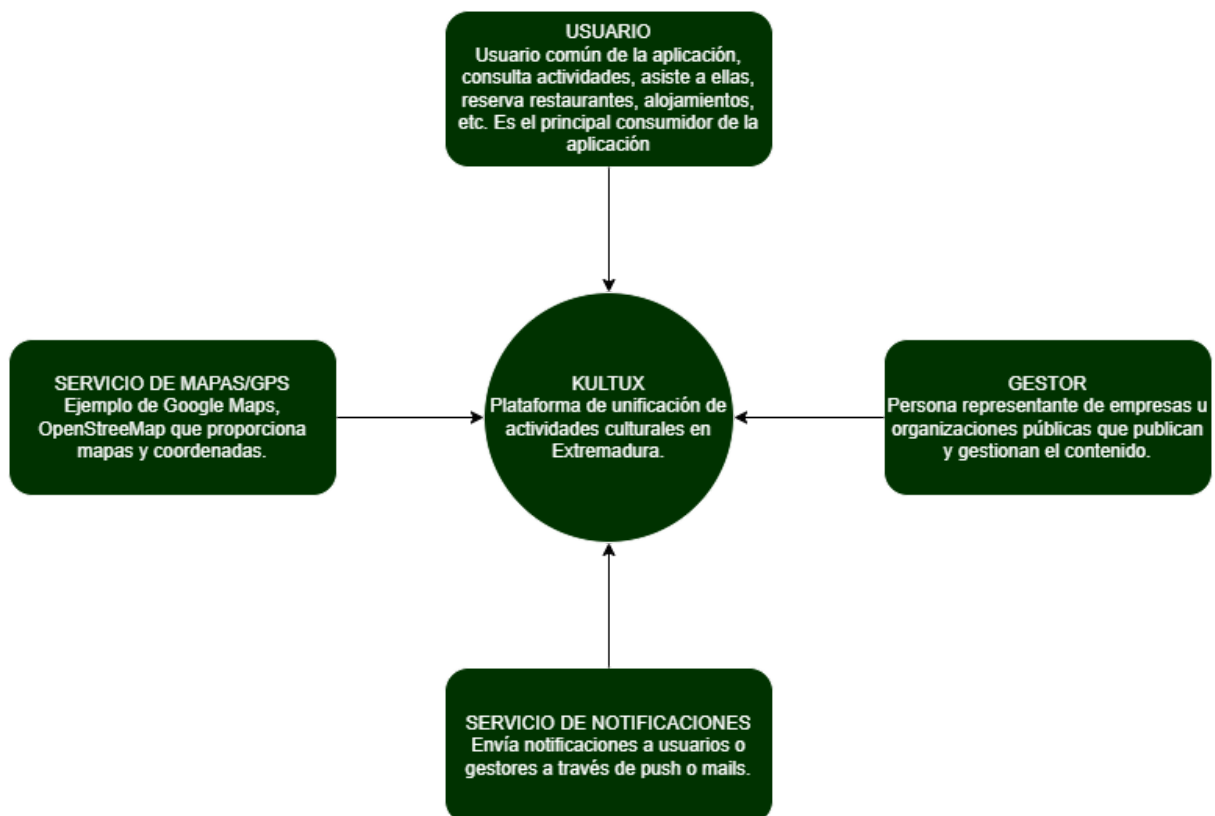 USUARIO
Usuario común de la aplicación,
consulta actividades, asiste a ellas,
reserva restaurantes, alojamientos,
etc. Es el principal consumidor de la
aplicación
SERVICIO DE MAPAS/GPS
Ejemplo de Google Maps,
OpenStreeMap que proporciona
mapas y coordenadas.
KULTUX
Plataforma de unificación de
actividades culturales en
Extremadura.
GESTOR
Persona representante de empresas u
organizaciones públicas que publican
y gestionan el contenido.
SERVICIO DE NOTIFICACIONES
Envía notificaciones a usuarios o
gestores a través de push o mails.